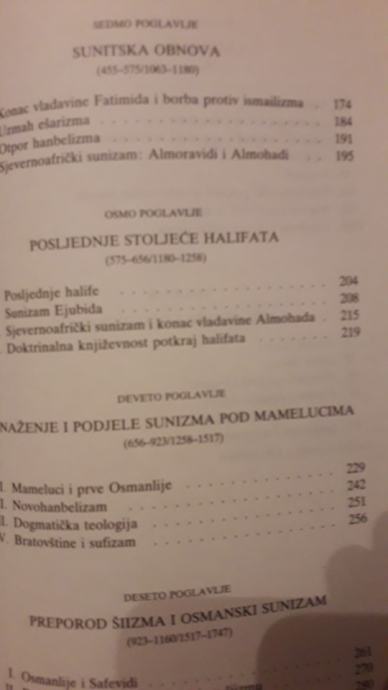 SEDMO POGLAVLJE
SUNITSKA OBNOVA
(455–575/1063–1180)
Konac vladavine Fatimida i borba protiv ismailizma . 174
Uzmah ešarizma . . . . . . . . . . . . . . . 184
Otpor hanbelizma . . . . . . . . . . . . . . 191
Sjevernoafrički sunizam: Almoravidi i Almohadi . . 195
OSMO POGLAVLJE
POSLJEDNJE STOLJEĆE HALIFATA
(575–656/1180–1258)
Posljednje halife . . . . . . . . . . . . . . 204
Sunizam Ejubida . . . . . . . . . . . . . . 208
Sjevernoafrički sunizam i konac vladavine Almohada . 215
Doktrinalna književnost potkraj halifata . . . . . . . 219
DEVETO POGLAVLJE
NAŽENJE I PODJELE SUNIZMA POD MAMELUCIMA
(656–923/1258–1517)
I. Mameluci i prve Osmanlije . . . . . . . . . . 229
I. Novohanbelizam . . . . . . . . . . . . . . 242
II. Dogmatička teologija . . . . . . . . . . . . 251
V. Bratovštine i sufizam . . . . . . . . . . . . 256
DESETO POGLAVLJE
PREPOROD ŠIIZMA I OSMANSKI SUNIZAM
(923–1160/1517–1747)
I. Osmanlije i Safevidi . . . . . . . . . . . . 261
270
280